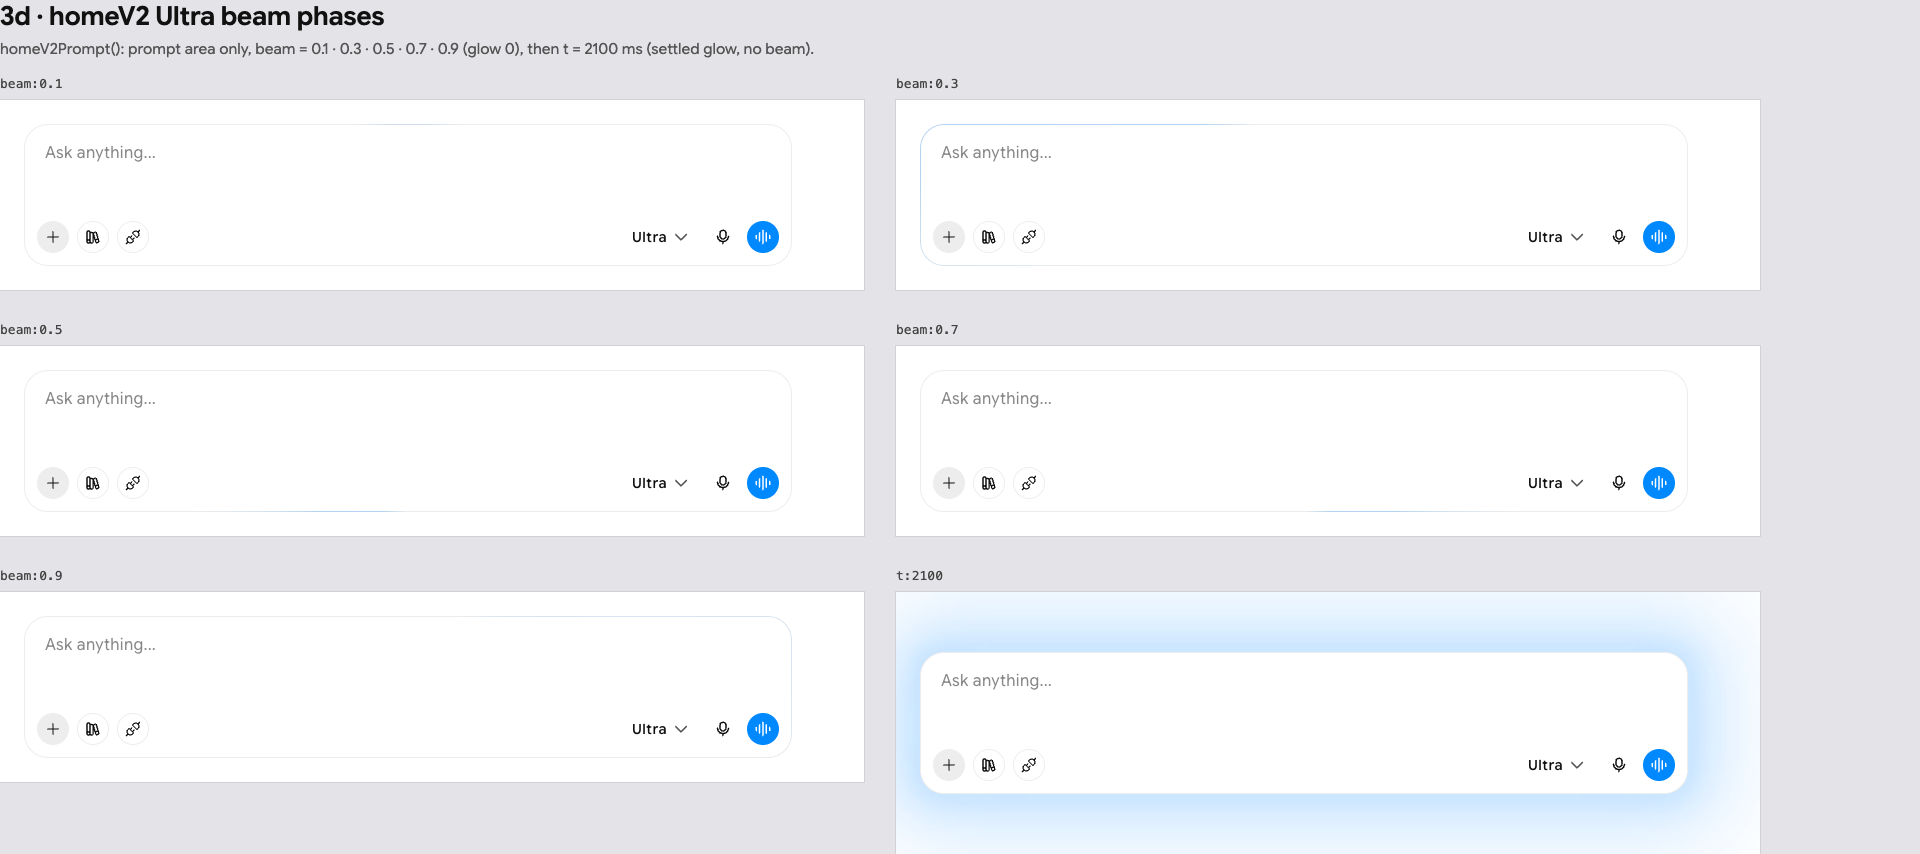 3d · homeV2 Ultra beam phases
homeV2Prompt(): prompt area only, beam = 0.1 · 0.3 · 0.5 · 0.7 · 0.9 (glow 0), then t = 2100 ms (settled glow, no beam).
beam:0.1
Ask anything...
Ultra
beam:0.3
Ask anything...
Ultra
beam:0.5
Ask anything...
Ultra
beam:0.7
Ask anything...
Ultra
beam:0.9
Ask anything...
Ultra
t:2100
Ask anything...
Ultra